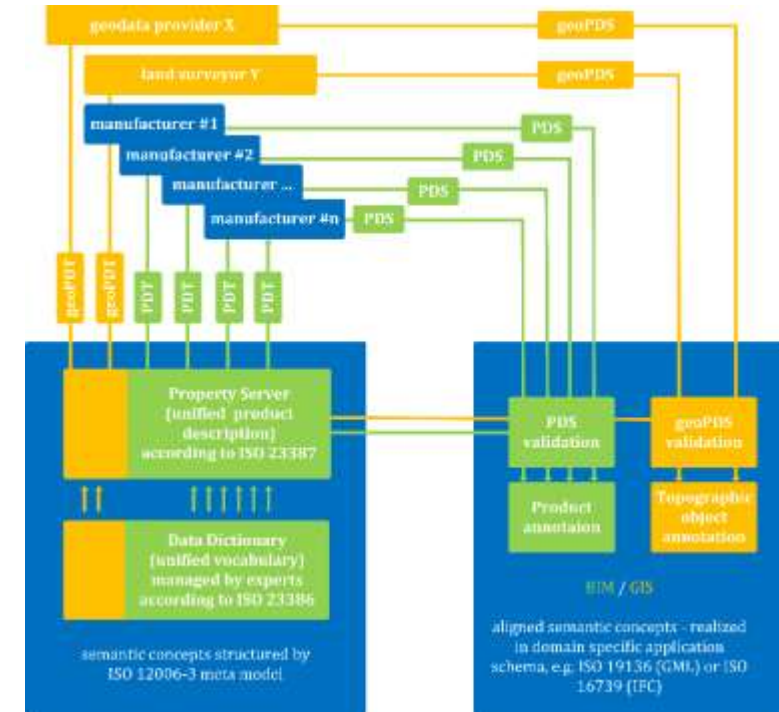 geodata provider X
geoPDS
land surveyor Y
geoPDS
manufacturer #1
PDS
manufacturer #2
PDS
manufacturer ...
PDS
manufacturer #n
PDS
geoPDT
geoPDT
PDT
PDT
PDT
PDT
Property Server
(unified product
description)
according to ISO 23387
Data Dictionary
(unified vocabulary)
managed by experts
according to ISO 23386
semantic concepts structured by
ISO 12006-3 meta model
PDS
validation
geoPDS
validation
Product
annotaion
Topographic
object
annotation
BIM / GIS
aligned semantic concepts - realized
in domain specific application
schema, e.g. ISO 19136 (GML) or ISO
16739 (IFC)